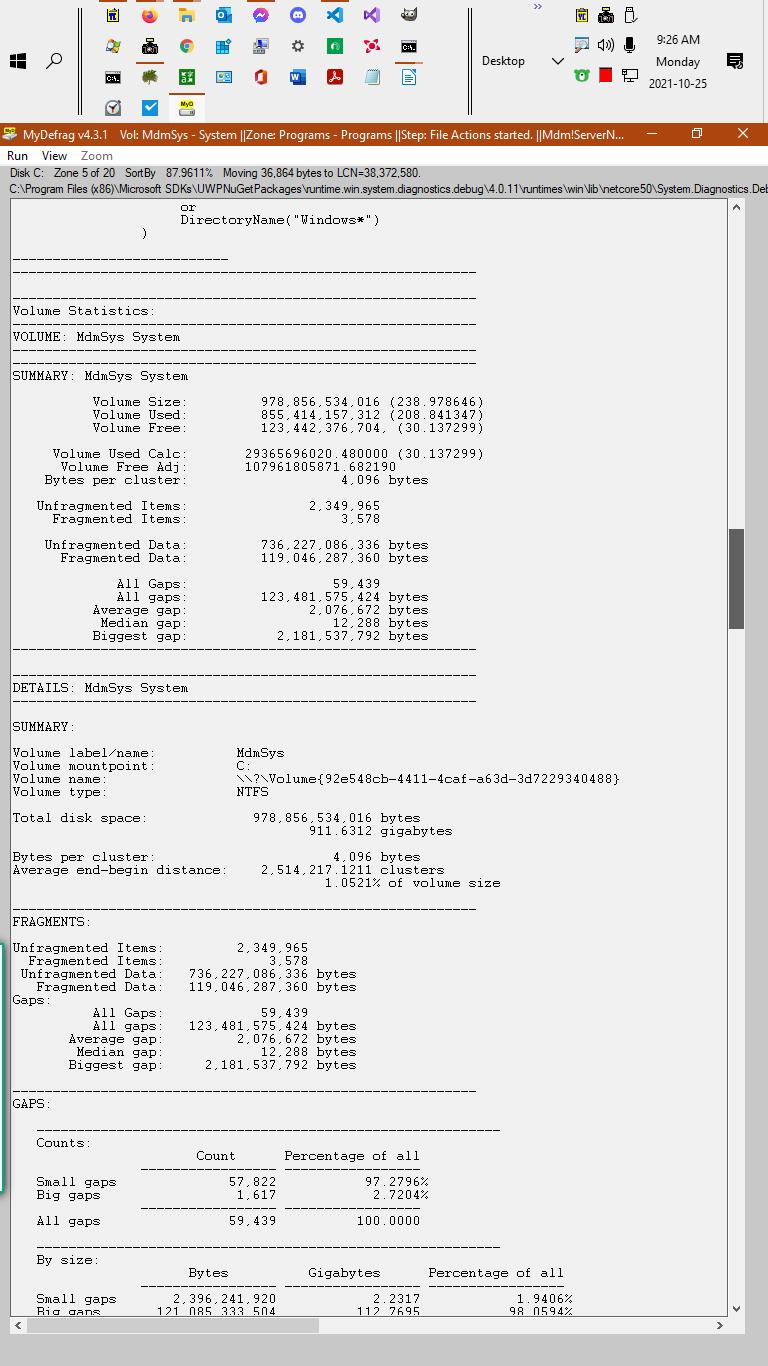 9:26 AM
Desktop
Monday
2021-10-25
MyDefrag v4.3.1 Vol: MdmSys - System ||Zone: Programs - Programs ||Step: File Actions started. ||Mdm!ServerN...
Run View Zoom
Disk C: Zone 5 of 20 SortBy 87.9611% Moving 36,864 bytes to LCN=38,372,580.
C:\Program Files (x86)\Microsoft SDKs\UWPNuGetPackages\runtime.win.system.diagnostics.debug\4.0.11\runtimes\win\lib\netcore50\System.Diagnostics.Deb
or
DirectoryName("Windows*")
)
Volume Statistics:
VOLUME: MdmSys System
SUMMARY: MdmSys System
Volume Size: 978,856,534,016 (238.978646)
Volume Used: 855,414,157,312 (208.841347)
Volume Free: 123,442,376,704, (30.137299)
Volume Used Calc: 29365696020.480000 (30.137299)
Volume Free Adj: 107961805871.682190
Bytes per cluster: 4,096 bytes
Unfragmented Items: 2,349,965
Fragmented Items: 3,578
Unfragmented Data: 736,227,086,336 bytes
Fragmented Data: 119,046,287,360 bytes
All Gaps: 59,439
All gaps: 123,481,575,424 bytes
Average gap: 2,076,672 bytes
Median gap: 12,288 bytes
Biggest gap: 2,181,537,792 bytes
DETAILS: MdmSys System
SUMMARY:
Volume label/name: MdmSys
Volume mountpoint: C:
Volume name: \\?\Volume{92e548cb-4411-4caf-a63d-3d7229340488}
Volume type: NTFS
Total disk space: 978,856,534,016 bytes
911.6312 gigabytes
Bytes per cluster: 4,096 bytes
Average end-begin distance: 2,514,217.1211 clusters
1.0521% of volume size
FRAGMENTS:
Unfragmented Items: 2,349,965
Fragmented Items: 3,578
Unfragmented Data: 736,227,086,336 bytes
Fragmented Data: 119,046,287,360 bytes
Gaps:
All Gaps: 59,439
All gaps: 123,481,575,424 bytes
Average gap: 2,076,672 bytes
Median gap: 12,288 bytes
Biggest gap: 2,181,537,792 bytes
GAPS:
Counts:
Count Percentage of all
Small gaps 57,822 97.2796%
Big gaps 1,617 2.7204%
All gaps 59,439 100.0000
By size:
Bytes Gigabytes Percentage of all
Small gaps 2,396,241,920 2.2317 1.9406%
Big gaps 121,085,333,504 112.7695 98.0594%